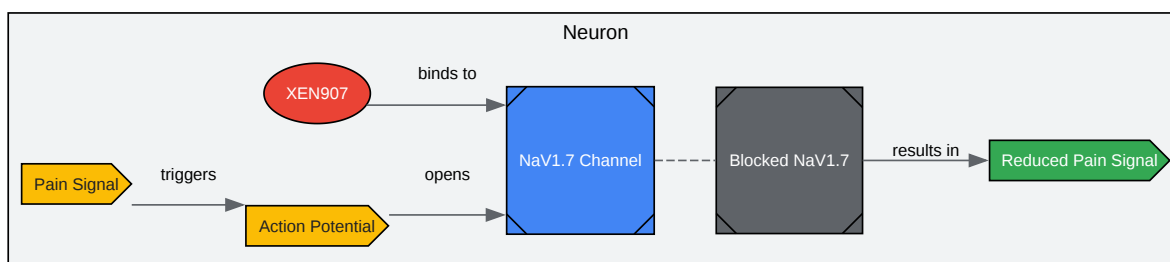 Neuron
binds to
XEN907
NaV1.7 Channel
Blocked NaV1.7
results in
Reduced Pain Signal
Pain Signal
triggers
opens
Action Potential